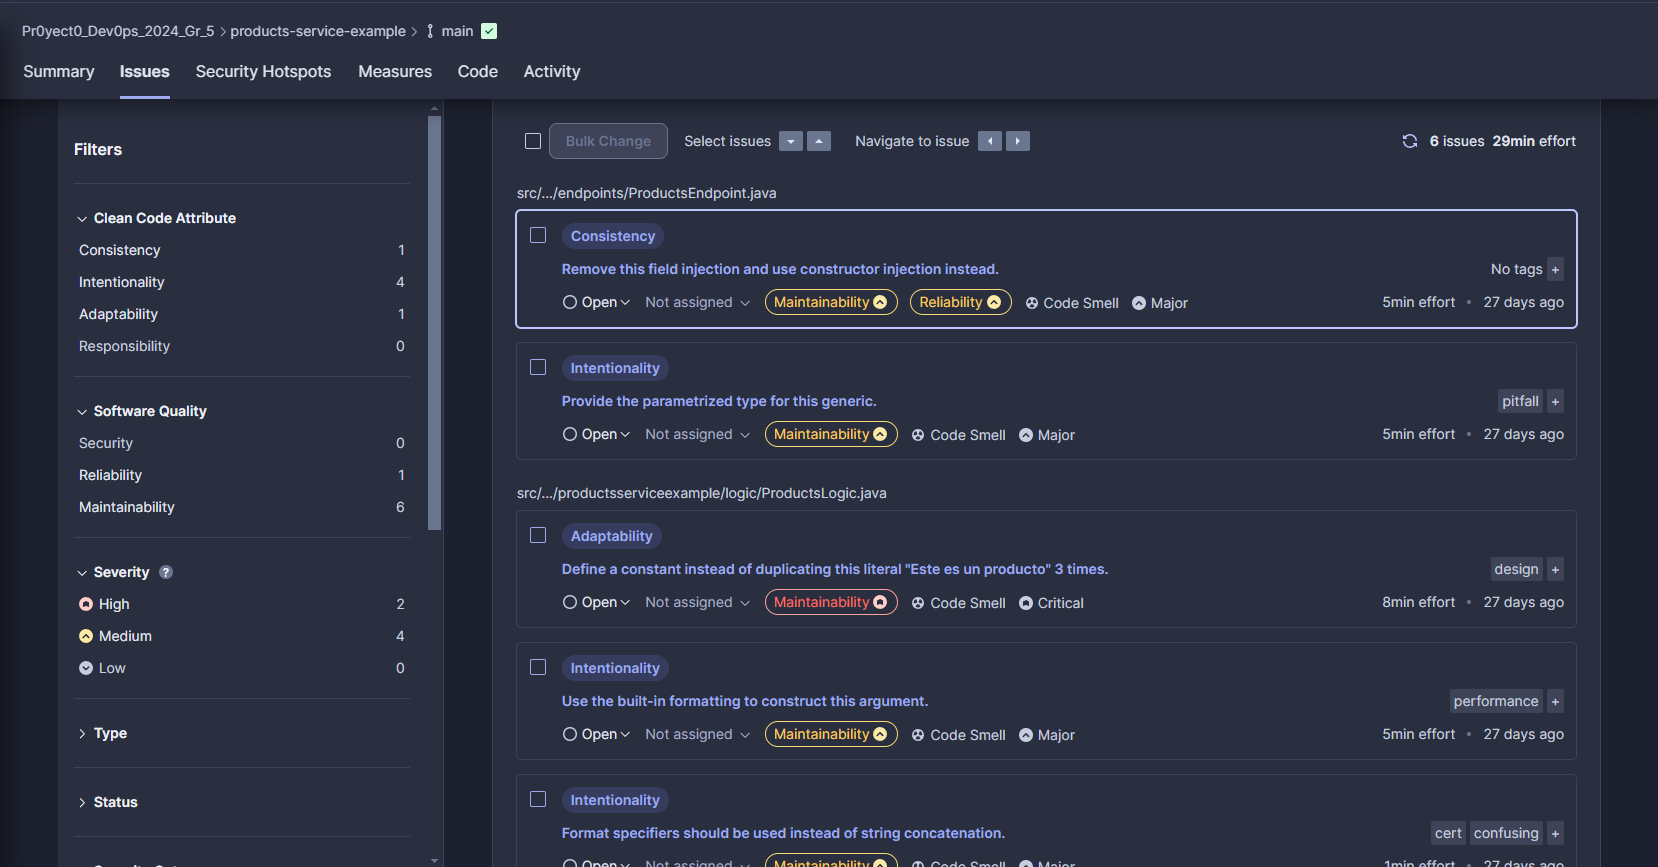 Pr0yect0_Dev0ps_2024_Gr_5 > products-service-example > main
Summary Issues Security Hotspots Measures Code Activity
Filters
Clean Code Attribute
Consistency 1
Intentionality 4
Adaptability 1
Responsibility 0
Software Quality
Security 0
Reliability 1
Maintainability 6
Severity ?
High 2
Medium 4
Low 0
Type
Status
Bulk Change Select issues Navigate to issue 6 issues 29min effort
src/.../endpoints/ProductsEndpoint.java
Consistency
Remove this field injection and use constructor injection instead. No tags +
Open Not assigned Maintainability Reliability Code Smell Major 5min effort • 27 days ago
Intentionality
Provide the parametrized type for this generic. pitfall +
Open Not assigned Maintainability Code Smell Major 5min effort • 27 days ago
src/.../productsserviceexample/logic/ProductsLogic.java
Adaptability
Define a constant instead of duplicating this literal "Este es un producto" 3 times. design +
Open Not assigned Maintainability Code Smell Critical 8min effort • 27 days ago
Intentionality
Use the built-in formatting to construct this argument. performance +
Open Not assigned Maintainability Code Smell Major 5min effort • 27 days ago
Intentionality
Format specifiers should be used instead of string concatenation. cert confusing +
Open Not assigned Maintainability Code Smell Major 1min effort • 27 days ago